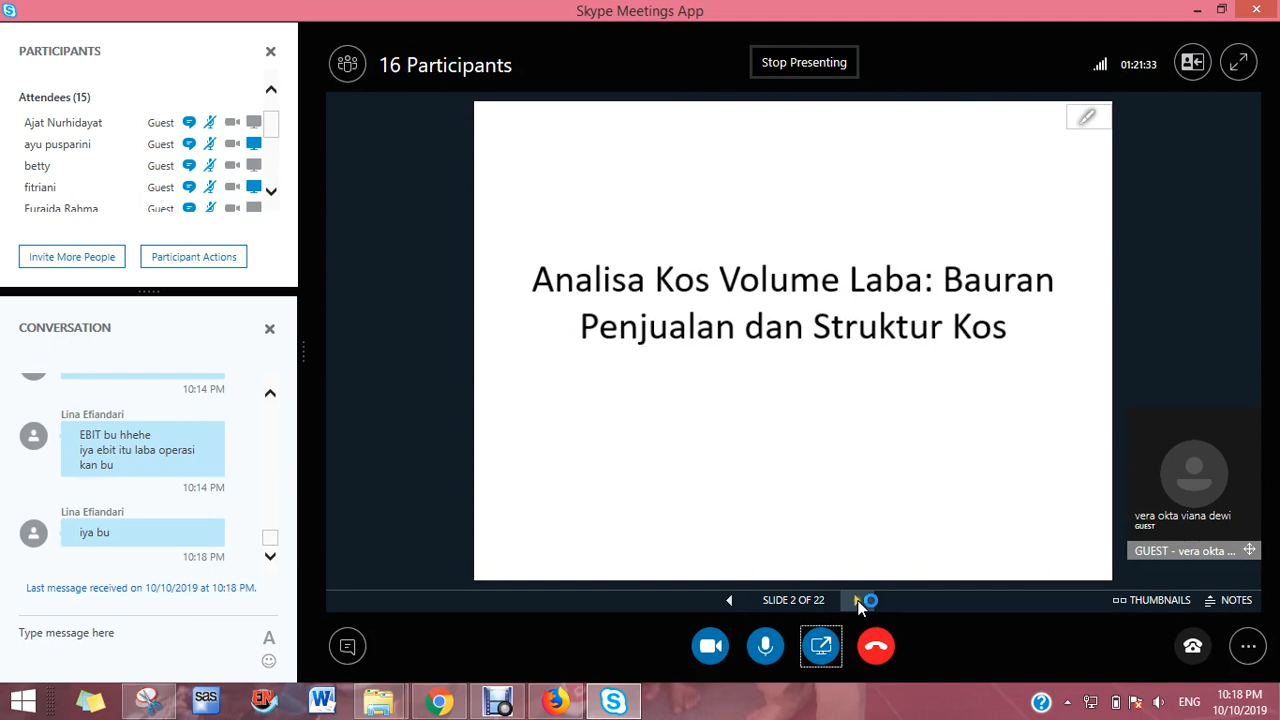 Skype Meetings App
PARTICIPANTS
Attendees (15)
Ajat Nurhidayat Guest
ayu pusparini Guest
betty Guest
fitriani Guest
Furaida Rahma Guest
Invite More People
Participant Actions
CONVERSATION
10:14 PM
Lina Efiandari
EBIT bu hhehe
iya ebit itu laba operasi
kan bu
10:14 PM
Lina Efiandari
iya bu
10:18 PM
Last message received on 10/10/2019 at 10:18 PM.
Type message here
A
16 Participants
Stop Presenting
01:21:33
Analisa Kos Volume Laba: Bauran
Penjualan dan Struktur Kos
vera okta viana dewi
GUEST
GUEST - vera okta ...
SLIDE 2 OF 22
THUMBNAILS
NOTES
sas
EN
W
S
ENG
10:18 PM
10/10/2019